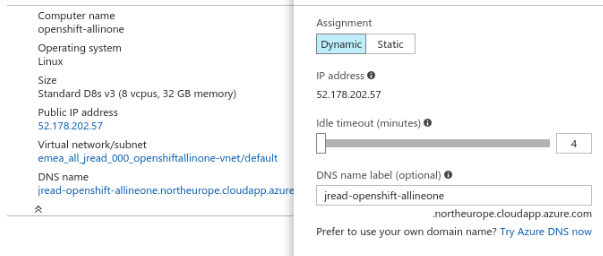 Computer name
openshift-allinone
Operating system
Linux
Size
Standard D8s v3 (8 vcpus, 32 GB memory)
Public IP address
52.178.202.57
Virtual network/subnet
emea_all_jread_000_openshiftallinone-vnet/default
DNS name
jread-openshift-allineone.northeurope.cloudapp.azure
Assignment
Dynamic Static
IP address
52.178.202.57
Idle timeout (minutes)
4
DNS name label (optional)
jread-openshift-allineone
.northeurope.cloudapp.azure.com
Prefer to use your own domain name? Try Azure DNS now